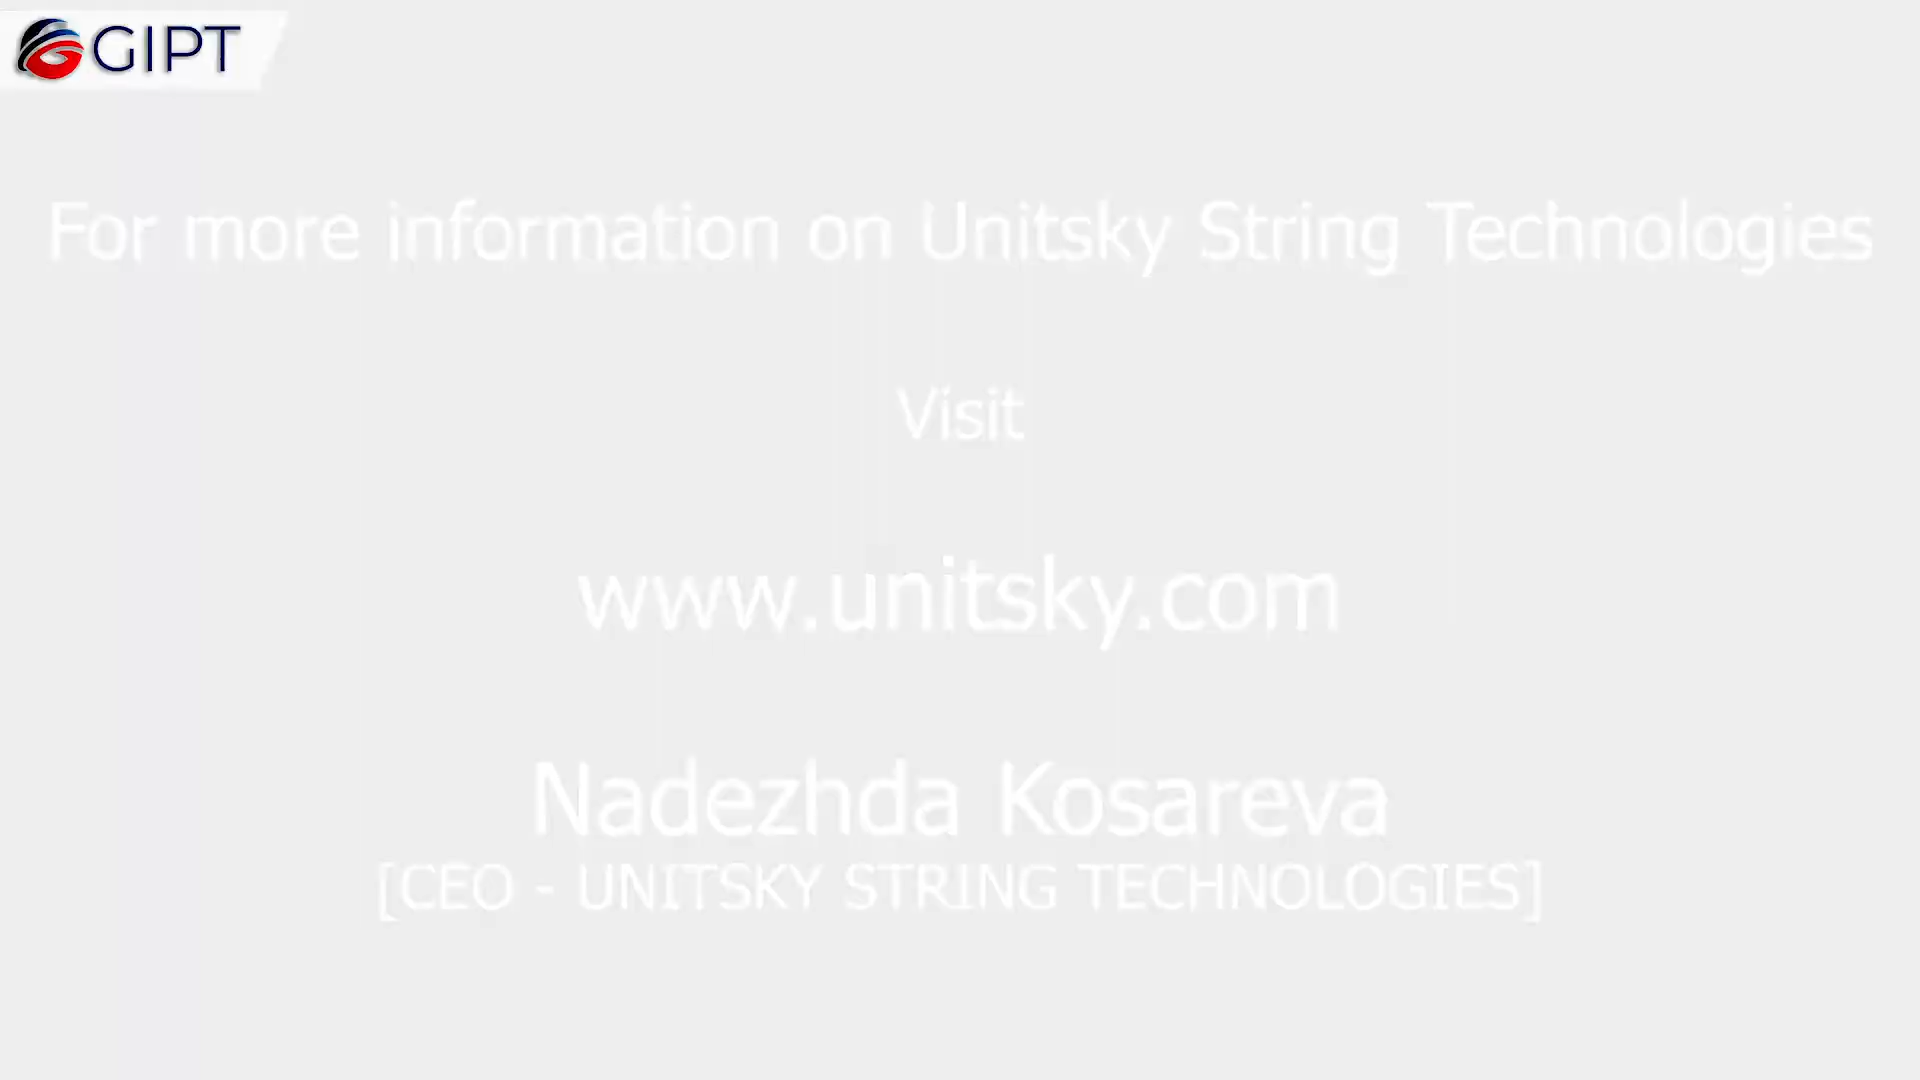 GIPT
For more information on Unitsky String Technologies
Visit
www.unitsky.com
Nadezhda Kosareva
[CEO - UNITSKY STRING TECHNOLOGIES]